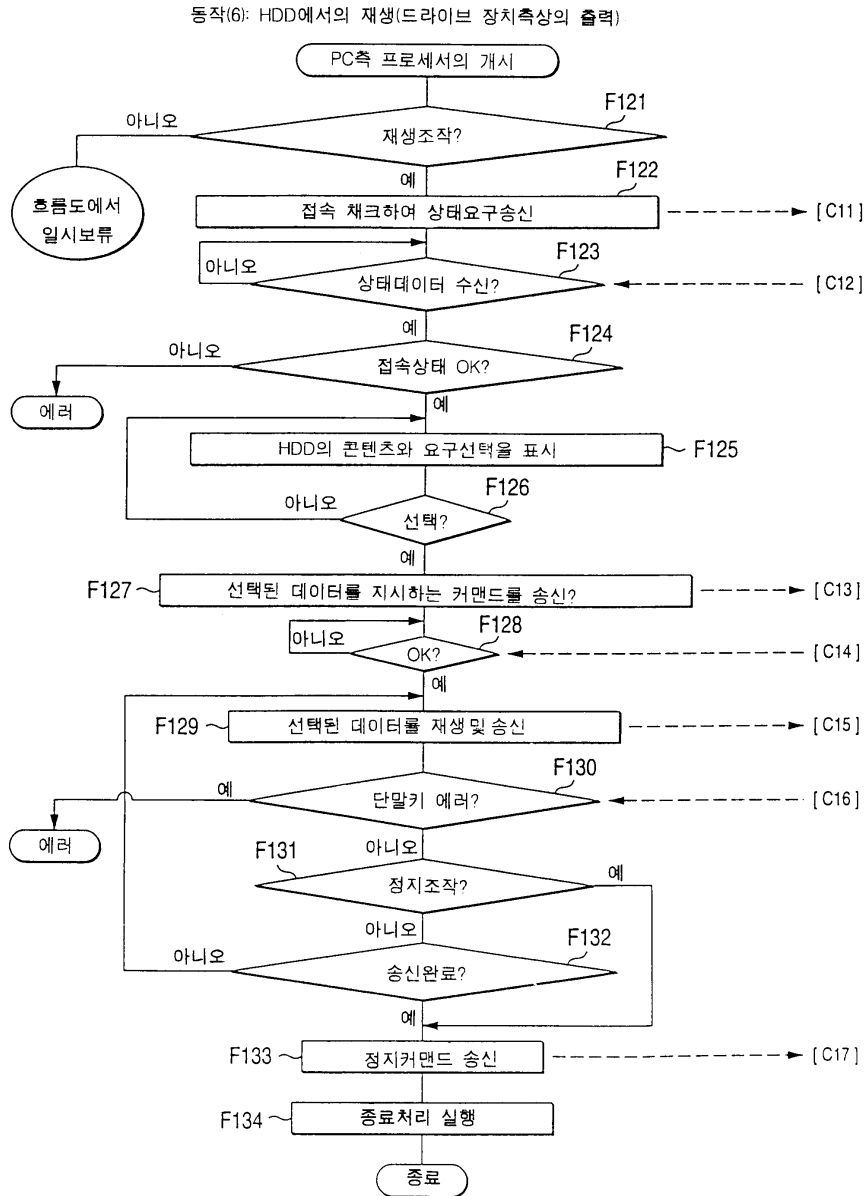 동작(6): HDD에서의 재생(드라이브 장치측상의 출력)
PC측 프로세서의 개시
F121
아니오
재생조작?
예
흐름도에서
일시보류
F122
접속 채크하여 상태요구송신
[C11]
F123
아니오
상태데이터 수신?
[C12]
예
F124
아니오
접속상태 OK?
에러
예
HDD의 콘텐츠와 요구선택을 표시
F125
F126
아니오
선택?
예
F127
선택된 데이터를 지시하는 커맨드를 송신?
[C13]
F128
아니오
OK?
[C14]
예
F129
선택된 데이터를 재생및 송신
[C15]
F130
예
단말키 에러?
[C16]
에러
아니오
F131
정지조작?
예
아니오
F132
아니오
송신완료?
예
F133
정지커맨드 송신
[C17]
F134
종료처리 실행
종료